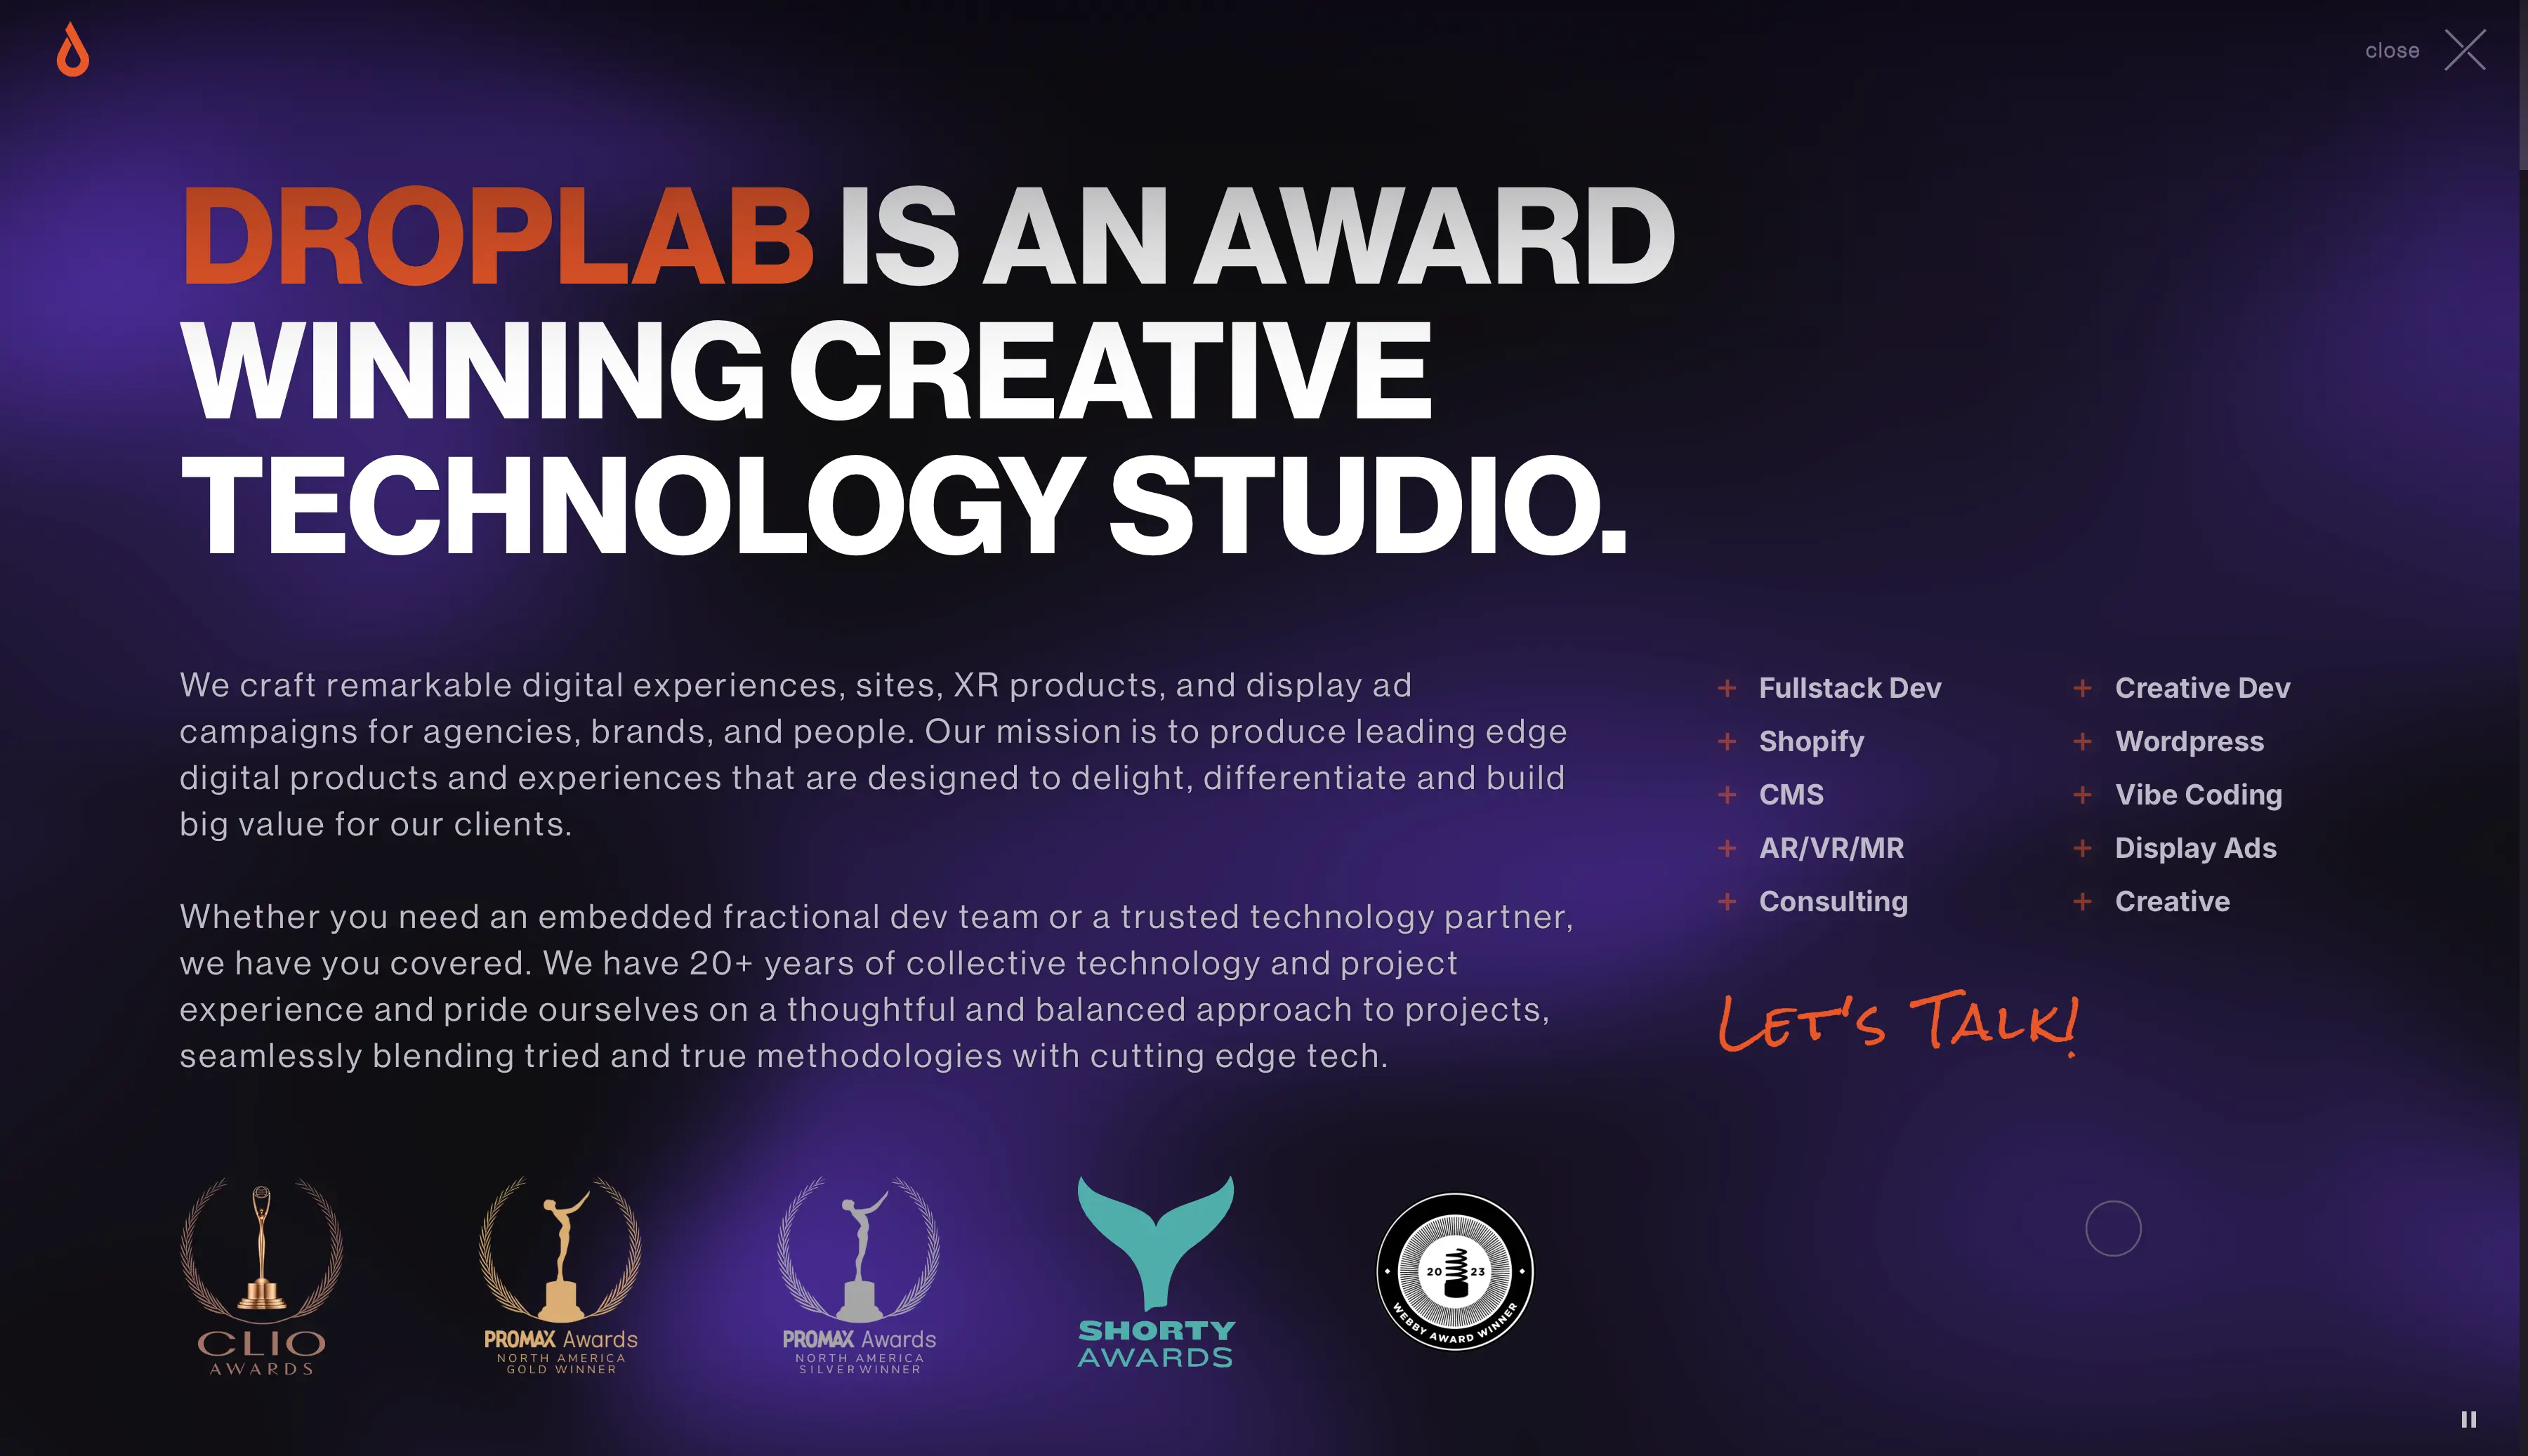 close
DROPLAB IS AN AWARD
WINNING CREATIVE
TECHNOLOGY STUDIO.
We craft remarkable digital experiences, sites, XR products, and display ad
campaigns for agencies, brands, and people. Our mission is to produce leading edge
digital products and experiences that are designed to delight, differentiate and build
big value for our clients.
Whether you need an embedded fractional dev team or a trusted technology partner,
we have you covered. We have 20+ years of collective technology and project
experience and pride ourselves on a thoughtful and balanced approach to projects,
seamlessly blending tried and true methodologies with cutting edge tech.
+ Fullstack Dev
+ Shopify
+ CMS
+ AR/VR/MR
+ Consulting
+ Creative Dev
+ Wordpress
+ Vibe Coding
+ Display Ads
+ Creative
LET'S TALK!
CLIO
AWARDS
PROMAX Awards
NORTH AMERICA
GOLD WINNER
PROMAX Awards
NORTH AMERICA
SILVER WINNER
SHORTY
AWARDS
20 23
WEBBY AWARD WINNER